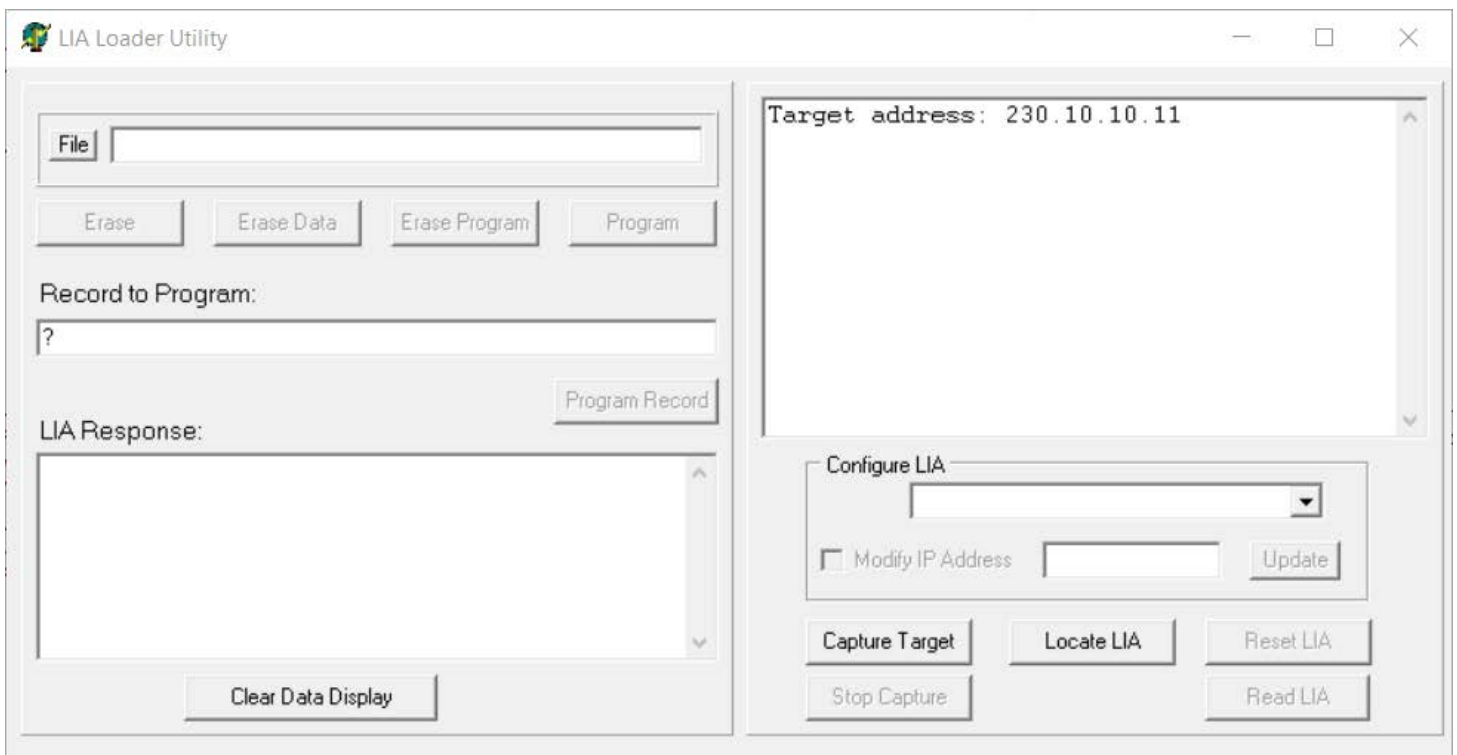 LIA Loader Utility
File
Erase Erase Data Erase Program Program
Record to Program:
?
Program Record
LIA Response:
Clear Data Display
Target address: 230.10.10.11
Configure LIA
Modify IP Address Update
Capture Target Locate LIA Reset LIA
Stop Capture Read LIA